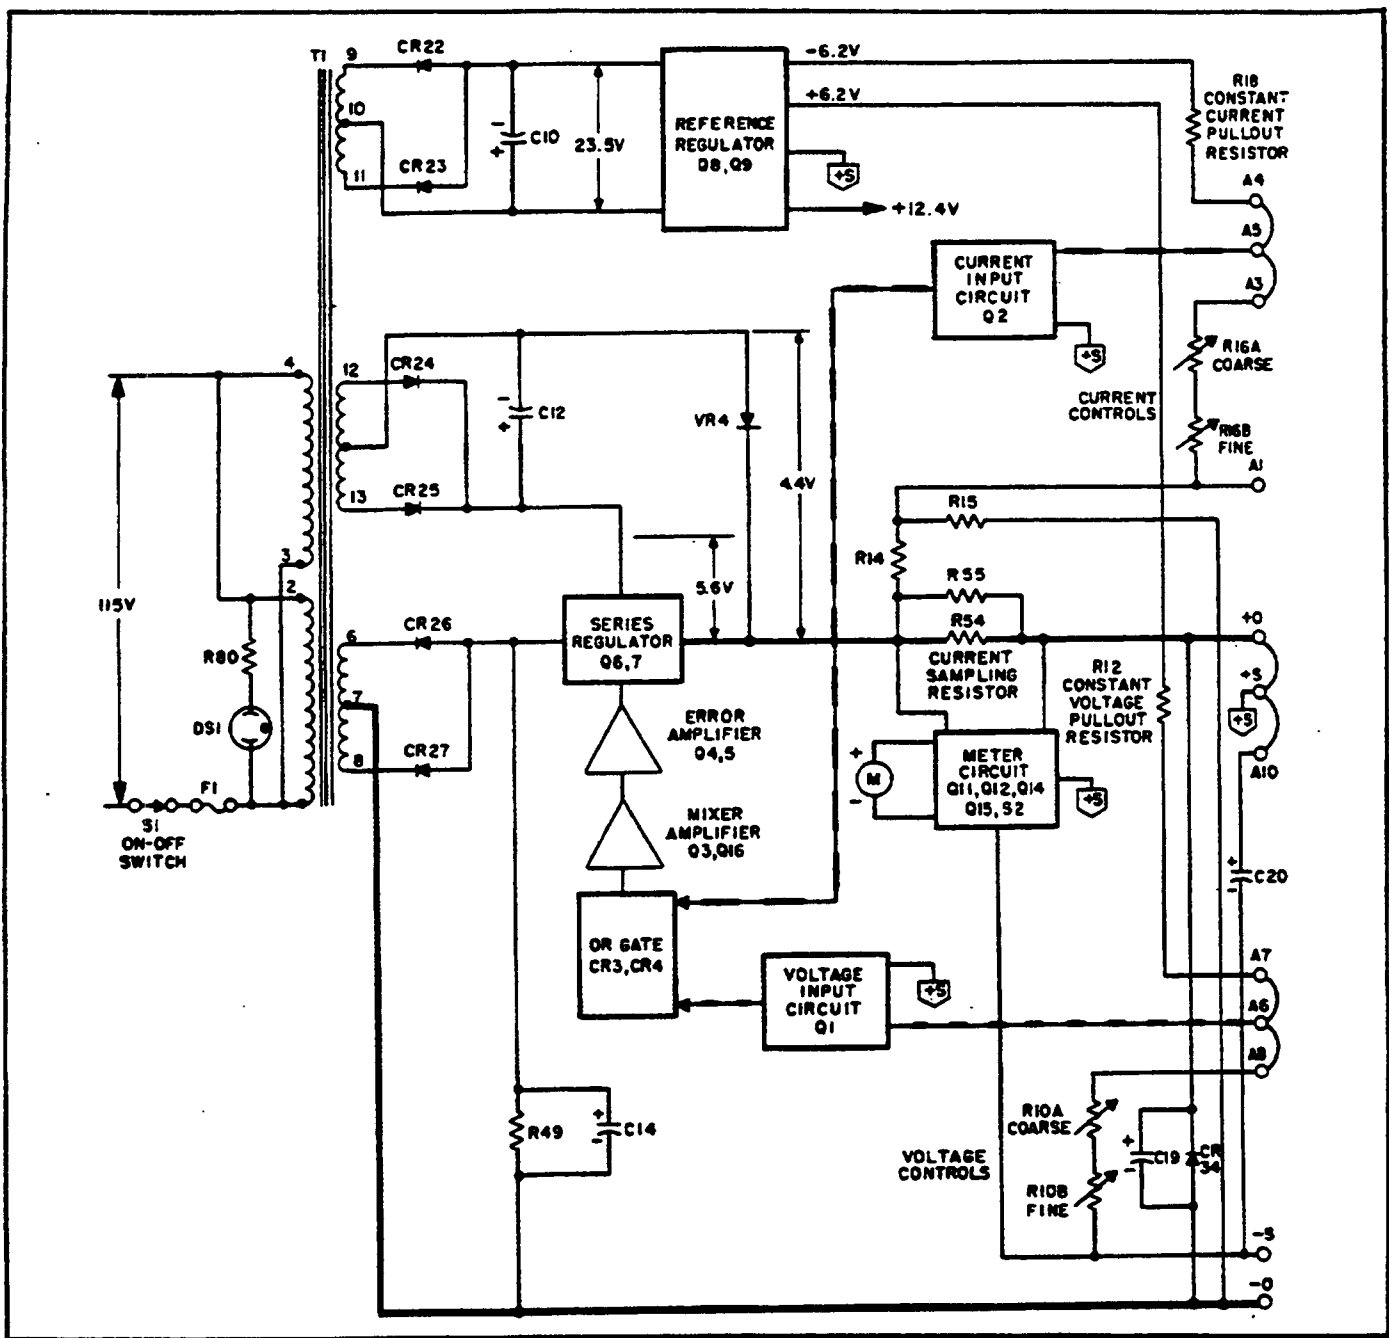 T1
9
CR22
10
11
CR23
-
+
C10
23.5V
REFERENCE
REGULATOR
Q8,Q9
-6.2V
+6.2V
+S
+12.4V
R18
CONSTANT
CURRENT
PULLOUT
RESISTOR
A4
A5
A3
CURRENT
INPUT
CIRCUIT
Q2
+S
R16A
COARSE
CURRENT
CONTROLS
R16B
FINE
A1
4
12
CR24
13
CR25
-
+
C12
VR4
4.4V
5.6V
3
2
115V
R80
DS1
F1
S1
ON-OFF
SWITCH
6
CR26
7
8
CR27
SERIES
REGULATOR
Q6,7
R15
R14
R55
R54
CURRENT
SAMPLING
RESISTOR
R12
CONSTANT
VOLTAGE
PULLOUT
RESISTOR
+O
+S
+S
A10
ERROR
AMPLIFIER
Q4,5
+
M
-
METER
CIRCUIT
Q11,Q12,Q14
Q15,S2
+S
MIXER
AMPLIFIER
Q3,Q16
+
-
C20
OR GATE
CR3,CR4
VOLTAGE
INPUT
CIRCUIT
Q1
+S
A7
A6
A8
R49
+
-
C14
VOLTAGE
CONTROLS
R10A
COARSE
R10B
FINE
+
-
C19
CR
34
-S
-O